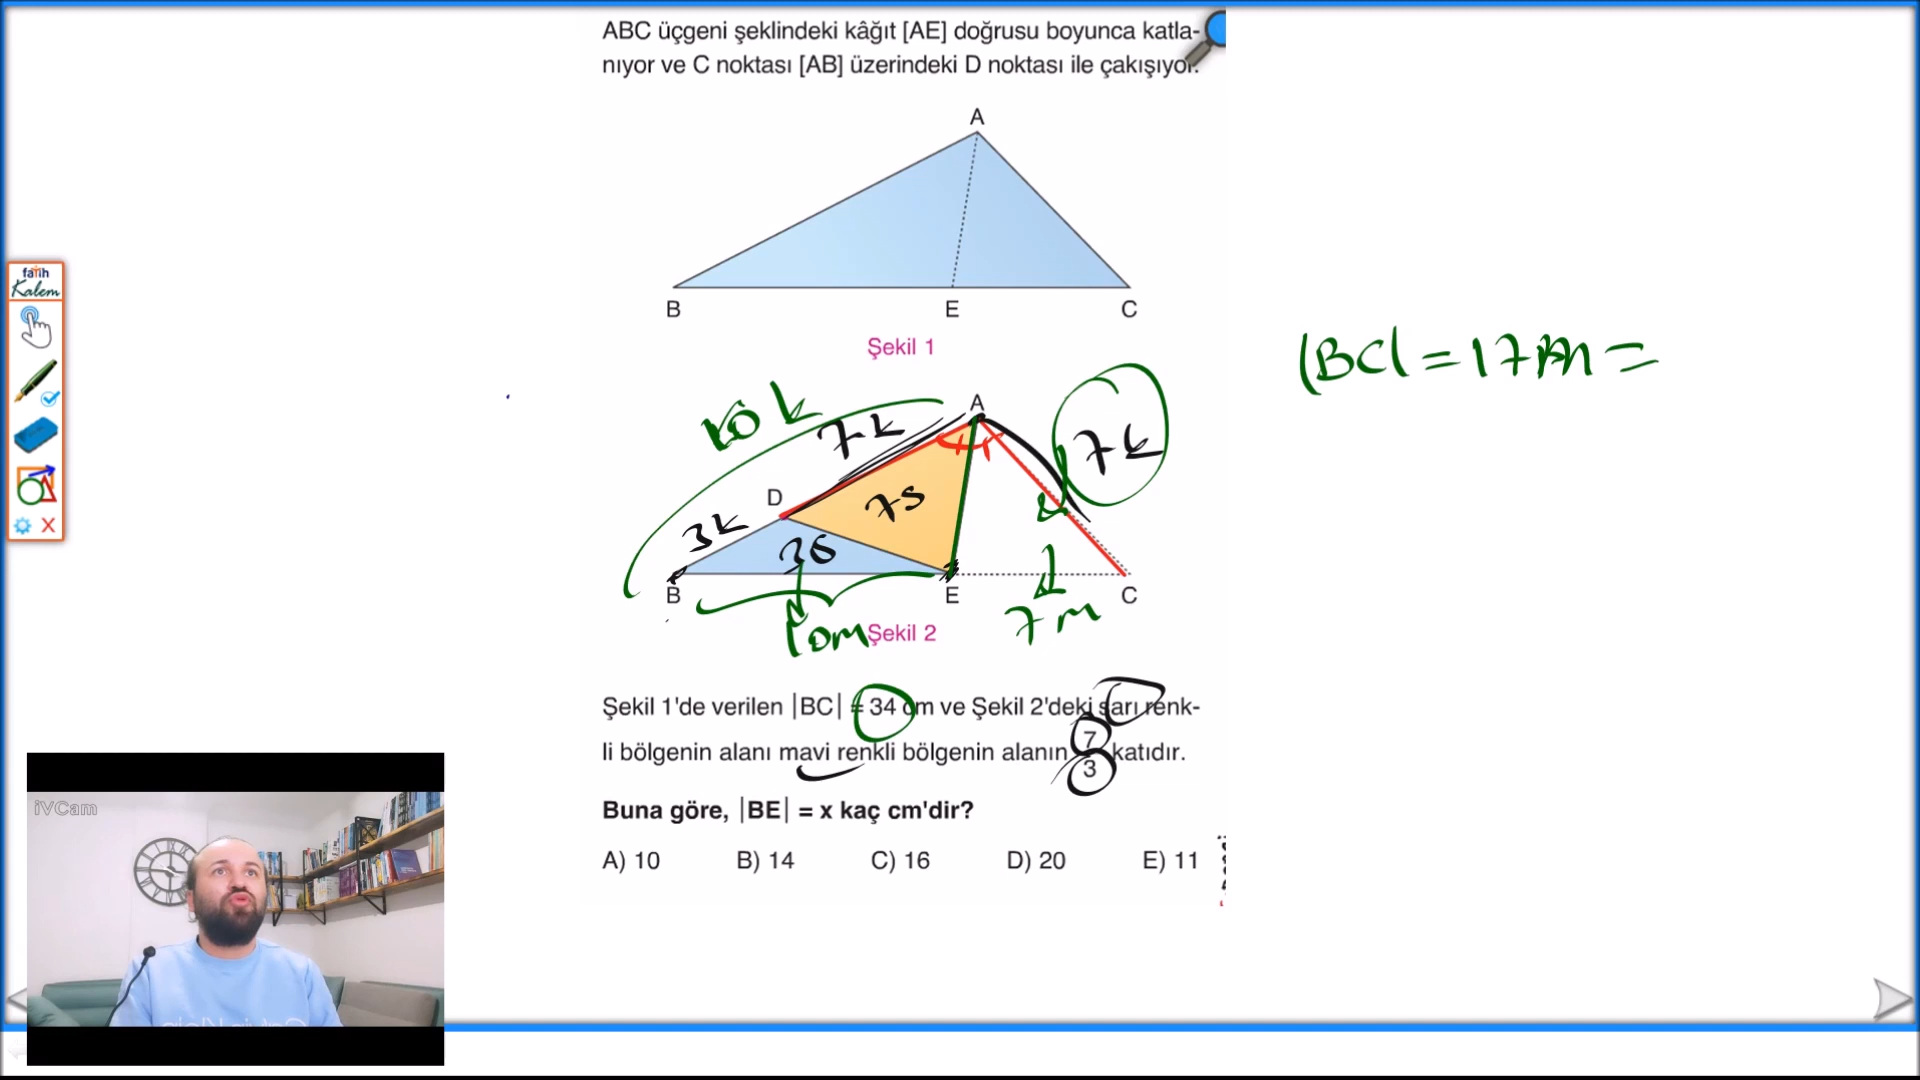 ABC üçgeni şeklindeki kâğıt [AE] doğrusu boyunca katla-
nıyor ve C noktası [AB] üzerindeki D noktası ile çakışıyor.
A
B
E
C
Şekil 1
fatih
Kalem
|BC| = 17m =
10k
7k
A
7k
D
7S
3k
3S
B
E
C
10m
Şekil 2
7m
Şekil 1'de verilen |BC| = 34 cm ve Şekil 2'deki sarı renk-
li bölgenin alanı mavi renkli bölgenin alanın 7/3 katıdır.
Buna göre, |BE| = x kaç cm'dir?
A) 10 B) 14 C) 16 D) 20 E) 11
iVCam